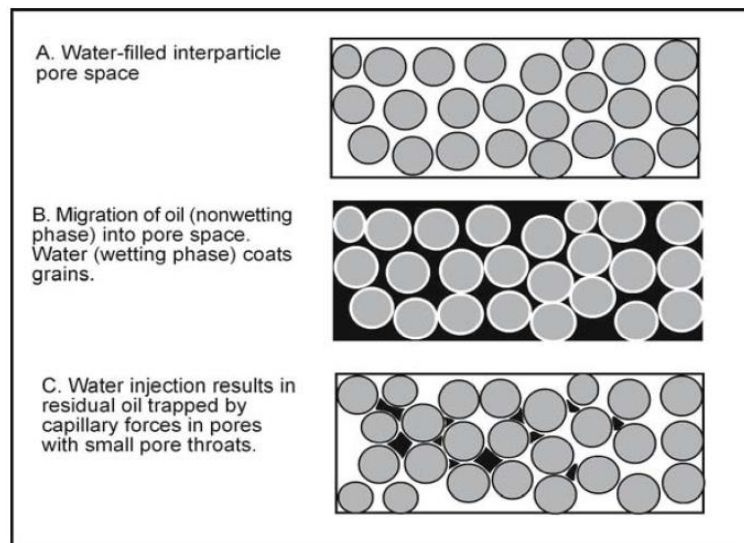 A. Water-filled interparticle
pore space
B. Migration of oil (nonwetting
phase) into pore space.
Water (wetting phase) coats
grains.
C. Water injection results in
residual oil trapped by
capillary forces in pores
with small pore throats.